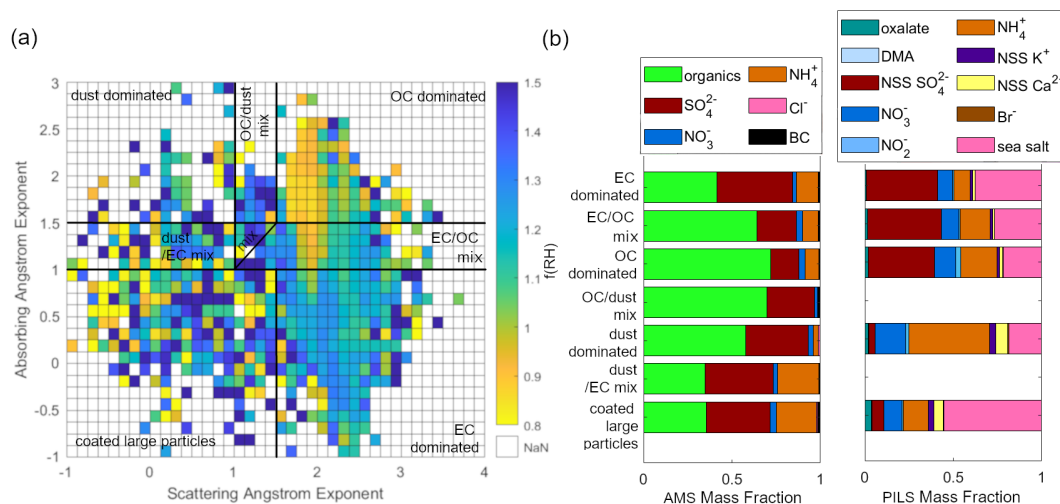 (a)
dust dominated
OC/dust
mix
OC dominated
dust
/EC mix
mix
EC/OC
mix
coated large particles
EC
dominated
3
2.5
2
1.5
1
0.5
0
-0.5
-1
-1
0
1
2
3
4
Absorbing Angstrom Exponent
Scattering Angstrom Exponent
1.5
1.4
1.3
1.2
1.1
1
0.9
0.8
NaN
f(RH)
(b)
organics
SO₄²⁻
NO₃⁻
NH₄⁺
Cl⁻
BC
oxalate
DMA
NSS SO₄²⁻
NO₃⁻
NO₂⁻
NH₄⁺
NSS K⁺
NSS Ca²⁻
Br⁻
sea salt
EC
dominated
EC/OC
mix
OC
dominated
OC/dust
mix
dust
dominated
dust
/EC mix
coated
large
particles
0
0.5
1
AMS Mass Fraction
0
0.5
1
PILS Mass Fraction